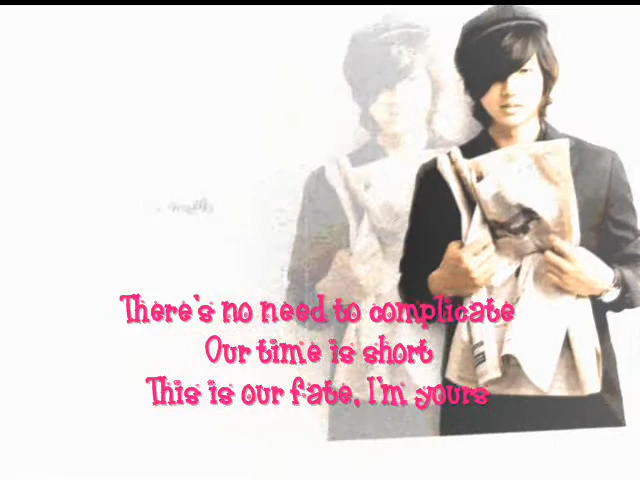 There's no need to complicate
Our time is short
This is our fate, I'm yours